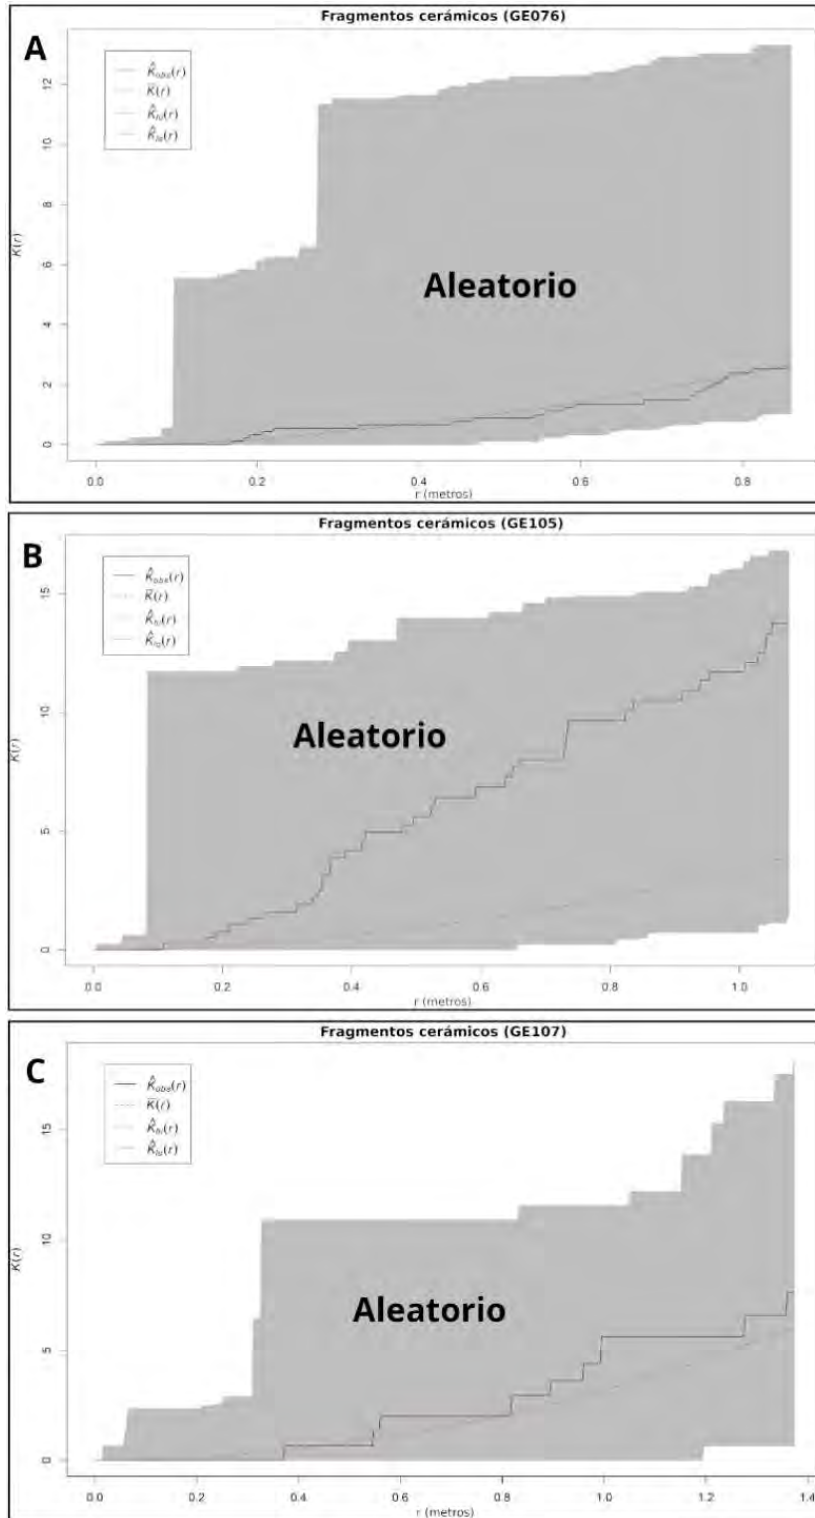 Fragmentos cerámicos (GE076)
A
K̂obs(r)
K̄(r)
K̂hi(r)
K̂lo(r)
K(r)
12
10
8
6
4
2
0
Aleatorio
0.0 0.2 0.4 0.6 0.8
r (metros)
Fragmentos cerámicos (GE105)
B
K̂obs(r)
K̄(r)
K̂hi(r)
K̂lo(r)
K(r)
15
10
5
0
Aleatorio
0.0 0.2 0.4 0.6 0.8 1.0
r (metros)
Fragmentos cerámicos (GE107)
C
K̂obs(r)
K̄(r)
K̂hi(r)
K̂lo(r)
K(r)
15
10
5
0
Aleatorio
0.0 0.2 0.4 0.6 0.8 1.0 1.2 1.4
r (metros)